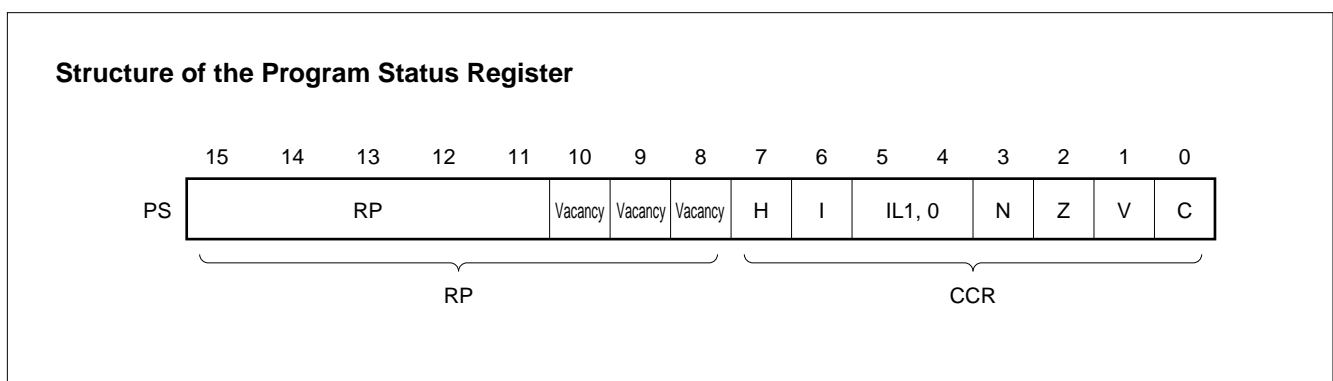 Structure of the Program Status Register
15 14 13 12 11 10 9 8 7 6 5 4 3 2 1 0
PS RP Vacancy Vacancy Vacancy H I IL1, 0 N Z V C
RP CCR